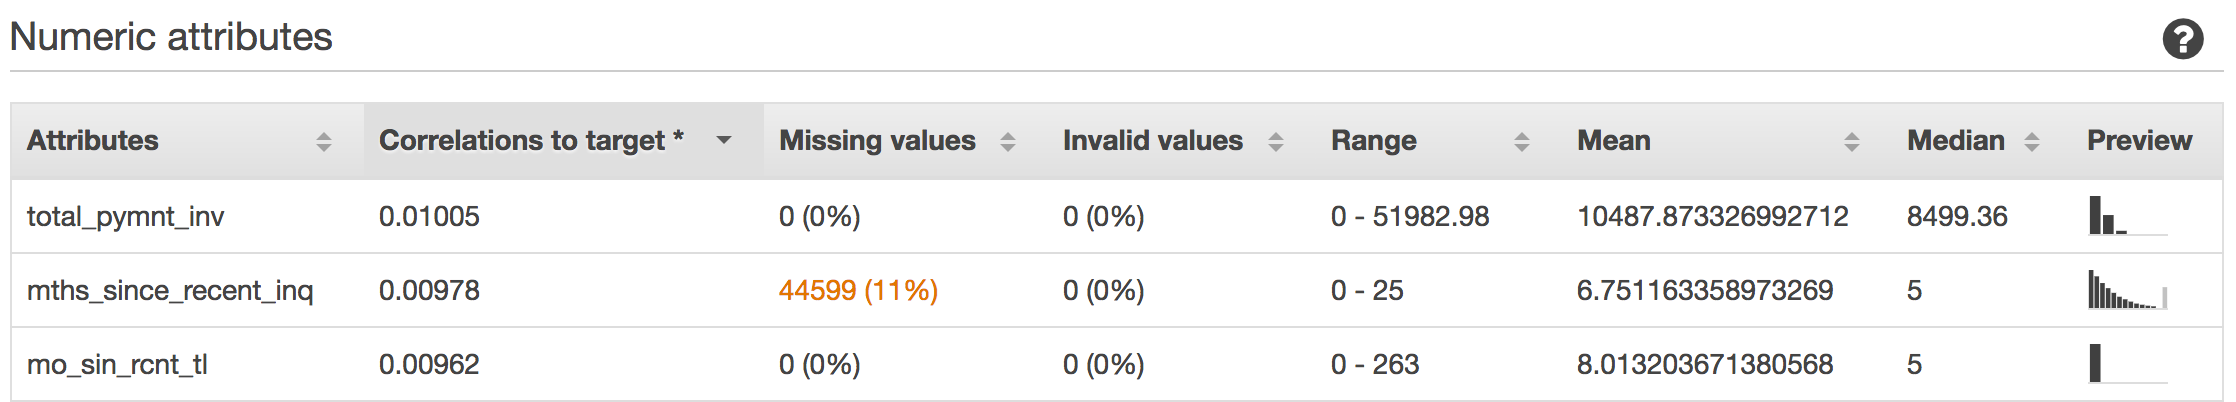 Numeric attributes ?
Attributes Correlations to target * Missing values Invalid values Range Mean Median Preview
total_pymnt_inv 0.01005 0 (0%) 0 (0%) 0 - 51982.98 10487.873326992712 8499.36
mths_since_recent_inq 0.00978 44599 (11%) 0 (0%) 0 - 25 6.751163358973269 5
mo_sin_rcnt_tl 0.00962 0 (0%) 0 (0%) 0 - 263 8.013203671380568 5